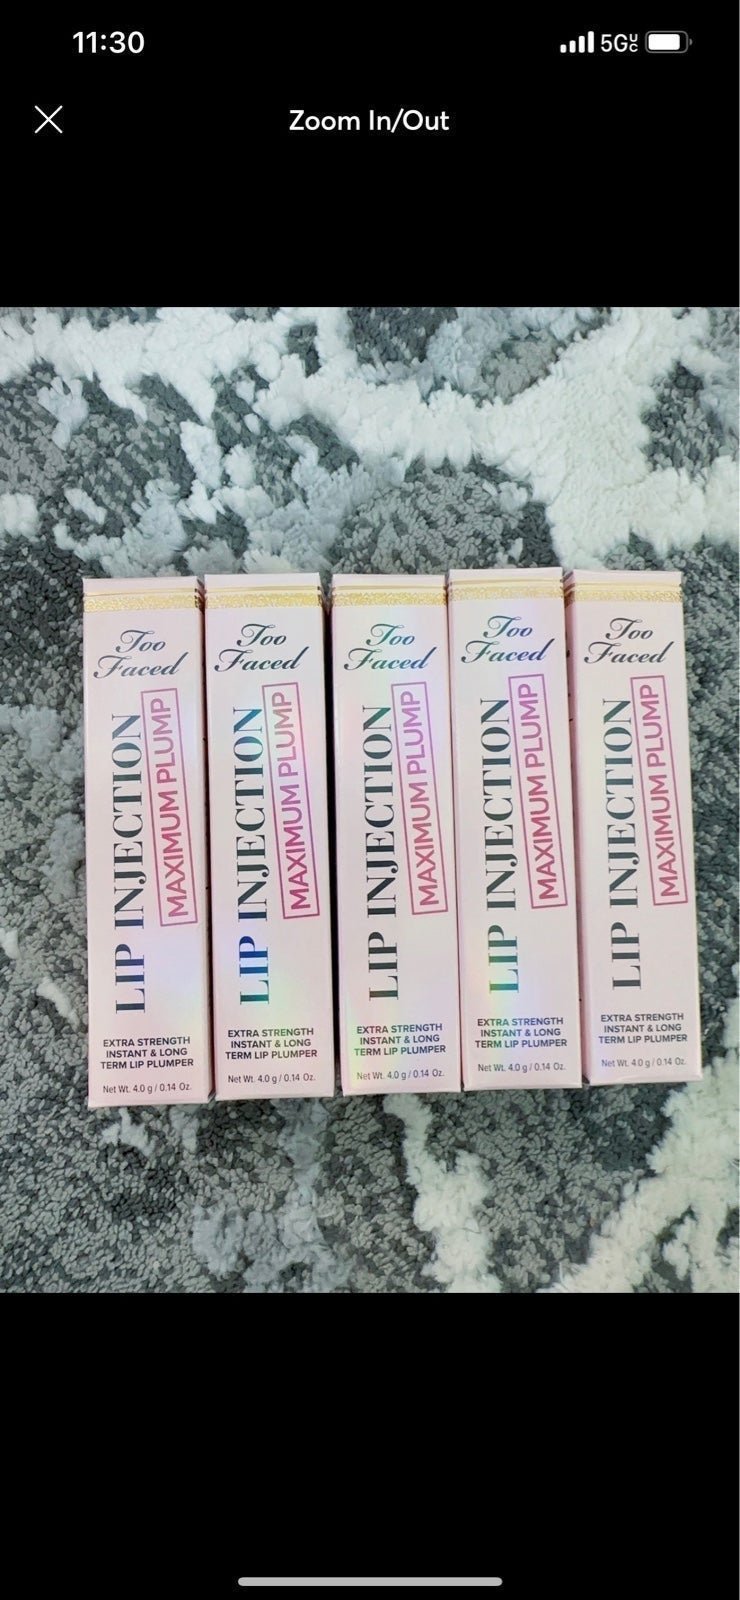 11:30
5G UC
Zoom In/Out
Too
Faced
LIP INJECTION
MAXIMUM PLUMP
EXTRA STRENGTH
INSTANT & LONG
TERM LIP PLUMPER
Net Wt. 4.0 g / 0.14 Oz.
Too
Faced
LIP INJECTION
MAXIMUM PLUMP
EXTRA STRENGTH
INSTANT & LONG
TERM LIP PLUMPER
Net Wt. 4.0 g / 0.14 Oz.
Too
Faced
LIP INJECTION
MAXIMUM PLUMP
EXTRA STRENGTH
INSTANT & LONG
TERM LIP PLUMPER
Net Wt. 4.0 g / 0.14 Oz.
Too
Faced
LIP INJECTION
MAXIMUM PLUMP
EXTRA STRENGTH
INSTANT & LONG
TERM LIP PLUMPER
Net Wt. 4.0 g / 0.14 Oz.
Too
Faced
LIP INJECTION
MAXIMUM PLUMP
EXTRA STRENGTH
INSTANT & LONG
TERM LIP PLUMPER
Net Wt. 4.0 g / 0.14 Oz.